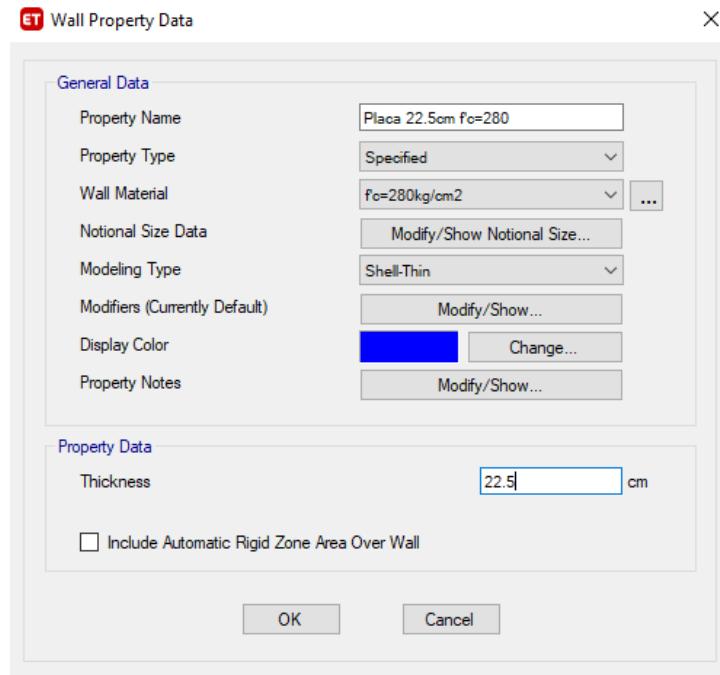 ET Wall Property Data
General Data
Property Name Placa 22.5cm f'c=280
Property Type Specified
Wall Material f'c=280kg/cm2 ...
Notional Size Data Modify/Show Notional Size...
Modeling Type Shell-Thin
Modifiers (Currently Default) Modify/Show...
Display Color Change...
Property Notes Modify/Show...
Property Data
Thickness 22.5 cm
Include Automatic Rigid Zone Area Over Wall
OK Cancel